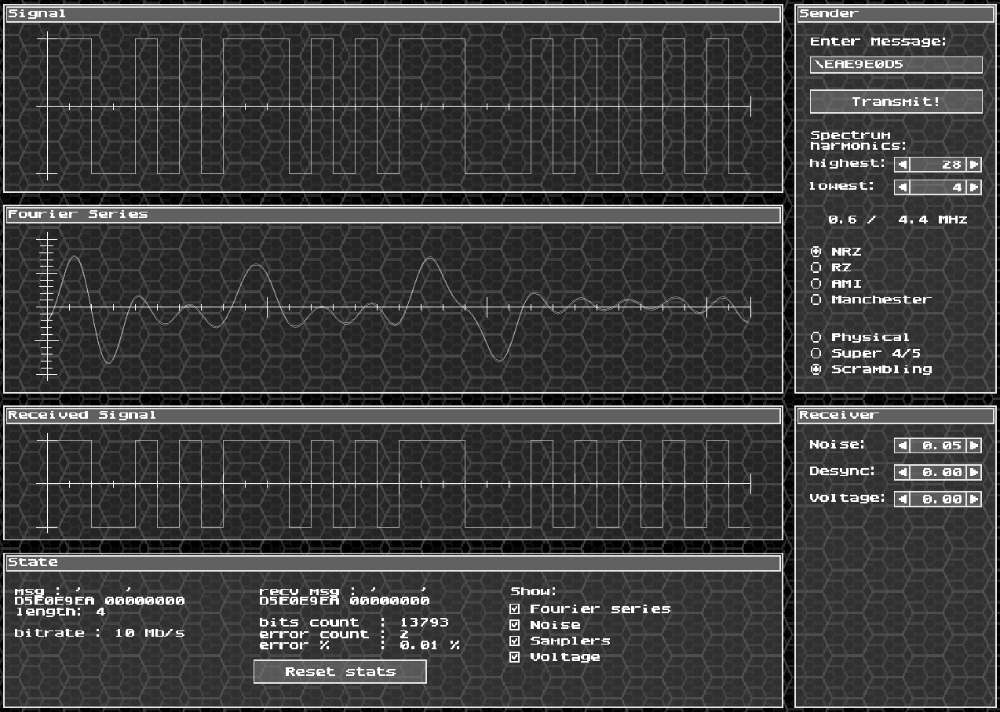 Signal
Sender
Enter Message:
\EAE9E0D5
Transmit!
Spectrum
harmonics:
highest: 28
lowest: 4
0.6 / 4.4 MHz
NRZ
RZ
AMI
Manchester
Physical
Super 4/5
Scrambling
Fourier Series
Received Signal
Receiver
Noise: 0.05
Desync: 0.00
Voltage: 0.00
State
msg : ' '
D5E0E9EA 00000000
length: 4
bitrate : 10 Mb/s
recv msg : ' '
D5E0E9EA 00000000
bits count : 13793
error count : 2
error % : 0.01 %
Reset stats
Show:
Fourier series
Noise
Samplers
Voltage